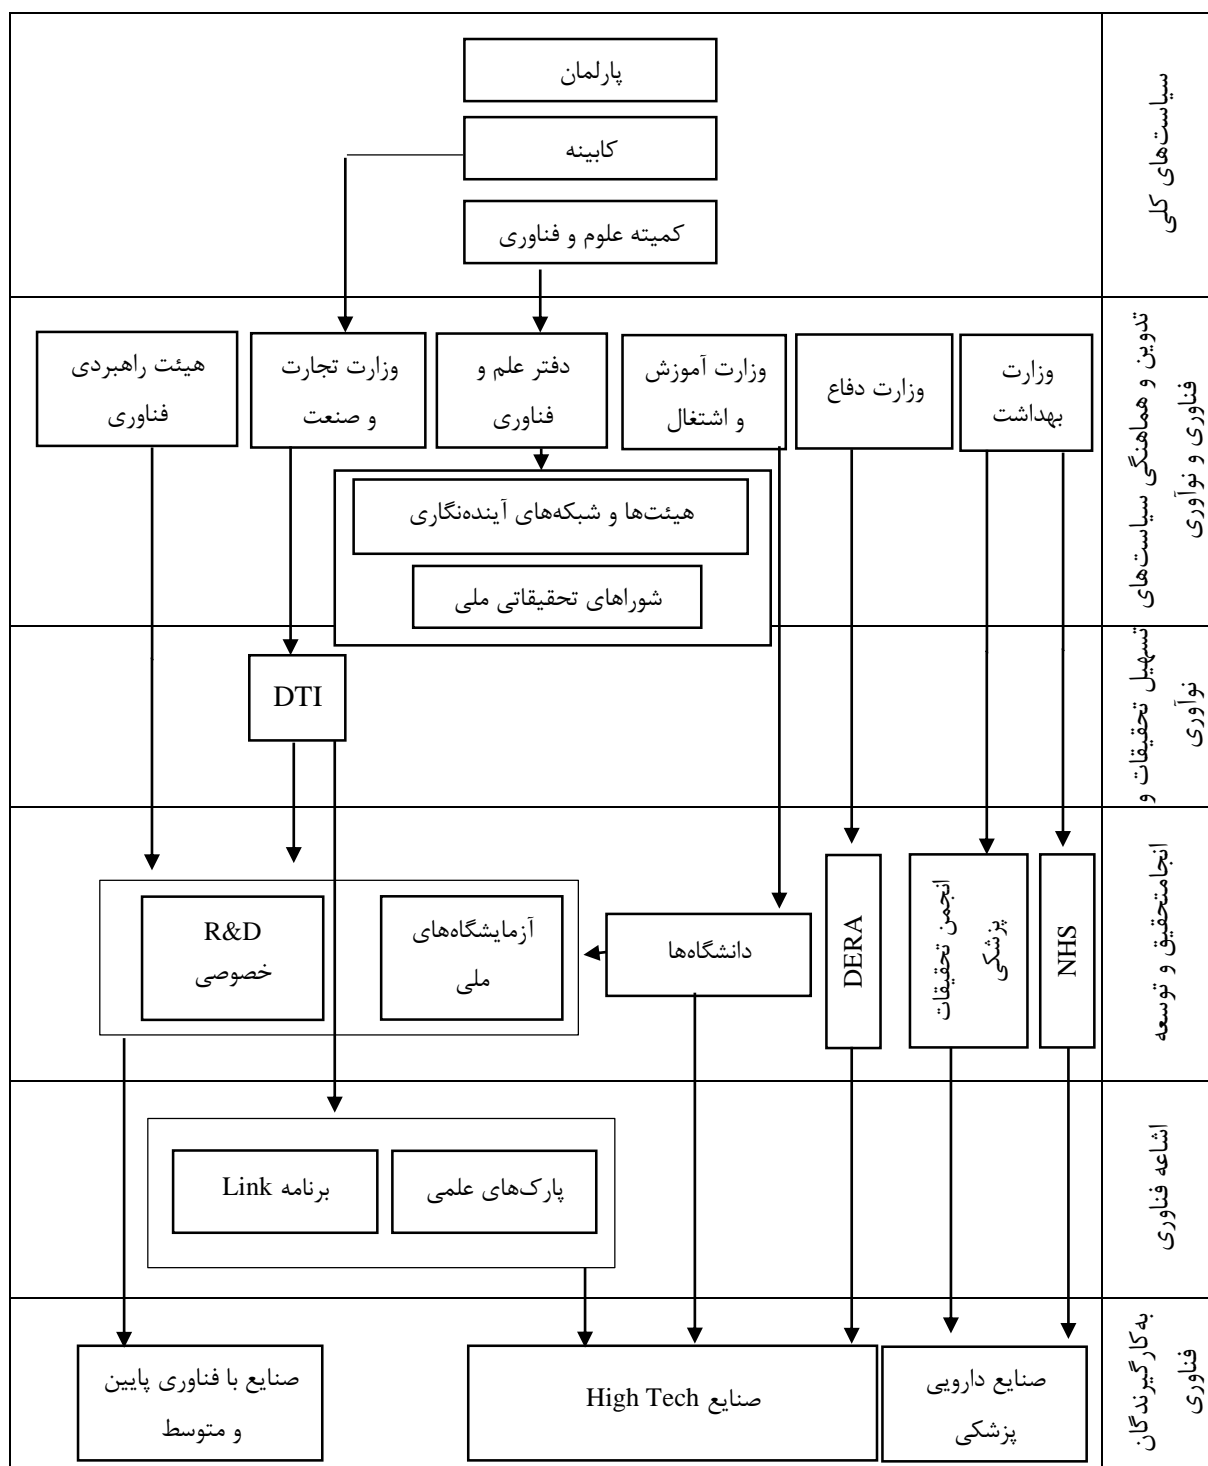 سیاست‌های کلی
پارلمان
کابینه
کمیته علوم و فناوری
تدوین و هماهنگی سیاست‌های
فناوری و نوآوری
وزارت
بهداشت
وزارت دفاع
وزارت آموزش
و اشتغال
دفتر علم و
فناوری
وزارت تجارت
و صنعت
هیئت راهبردی
فناوری
هیئت‌ها و شبکه‌های آینده‌نگاری
شوراهای تحقیقاتی ملی
تسهیل تحقیقات و
نوآوری
DTI
انجامتحقیق و توسعه
NHS
انجمن تحقیقات
پزشکی
DERA
دانشگاه‌ها
آزمایشگاه‌های
ملی
R&D
خصوصی
اشاعه فناوری
پارک‌های علمی
برنامه Link
به‌کارگیرندگان
فناوری
صنایع دارویی
پزشکی
صنایع High Tech
صنایع با فناوری پایین
و متوسط